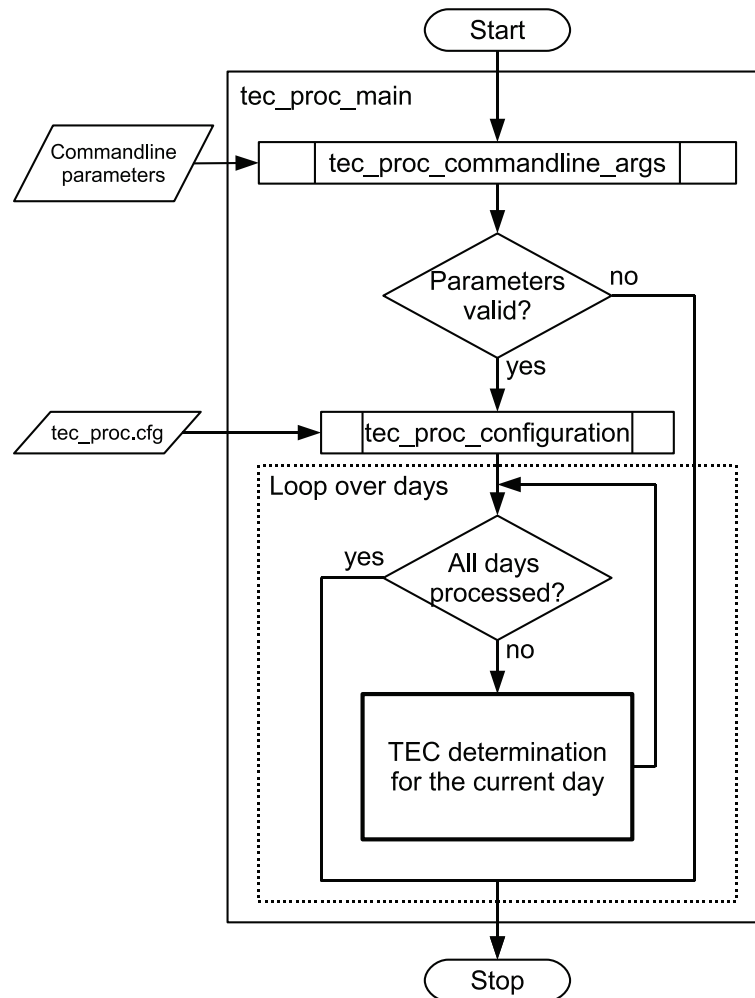 Start
tec_proc_main
Commandline
parameters
tec_proc_commandline_args
Parameters
valid?
no
yes
tec_proc.cfg
tec_proc_configuration
Loop over days
yes
All days
processed?
no
TEC determination
for the current day
Stop